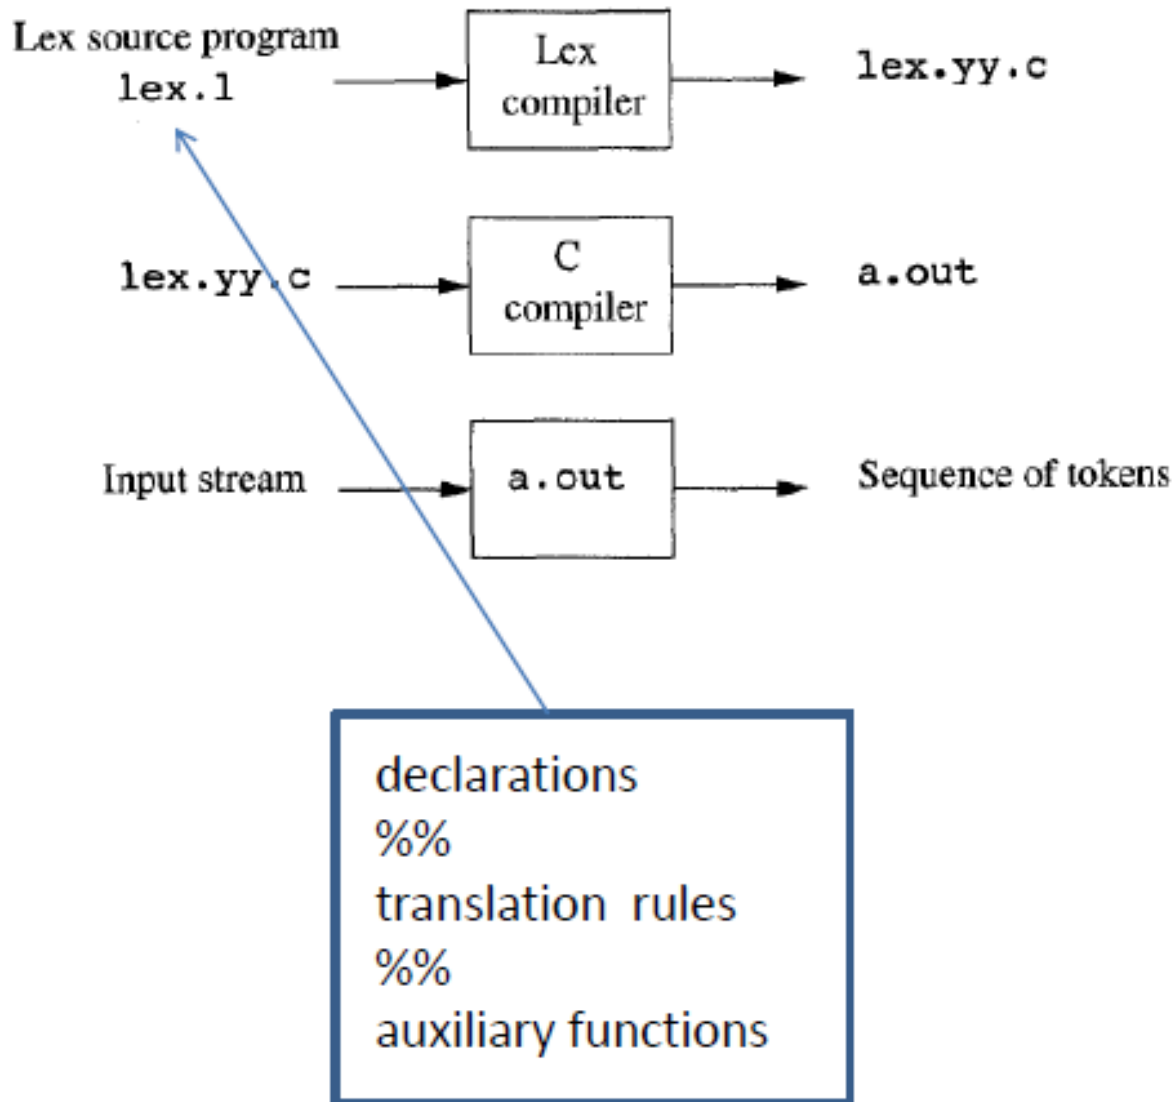 Lex source program
lex.l
Lex
compiler
lex.yy.c
lex.yy.c
C
compiler
a.out
Input stream
a.out
Sequence of tokens
declarations
%%
translation rules
%%
auxiliary functions